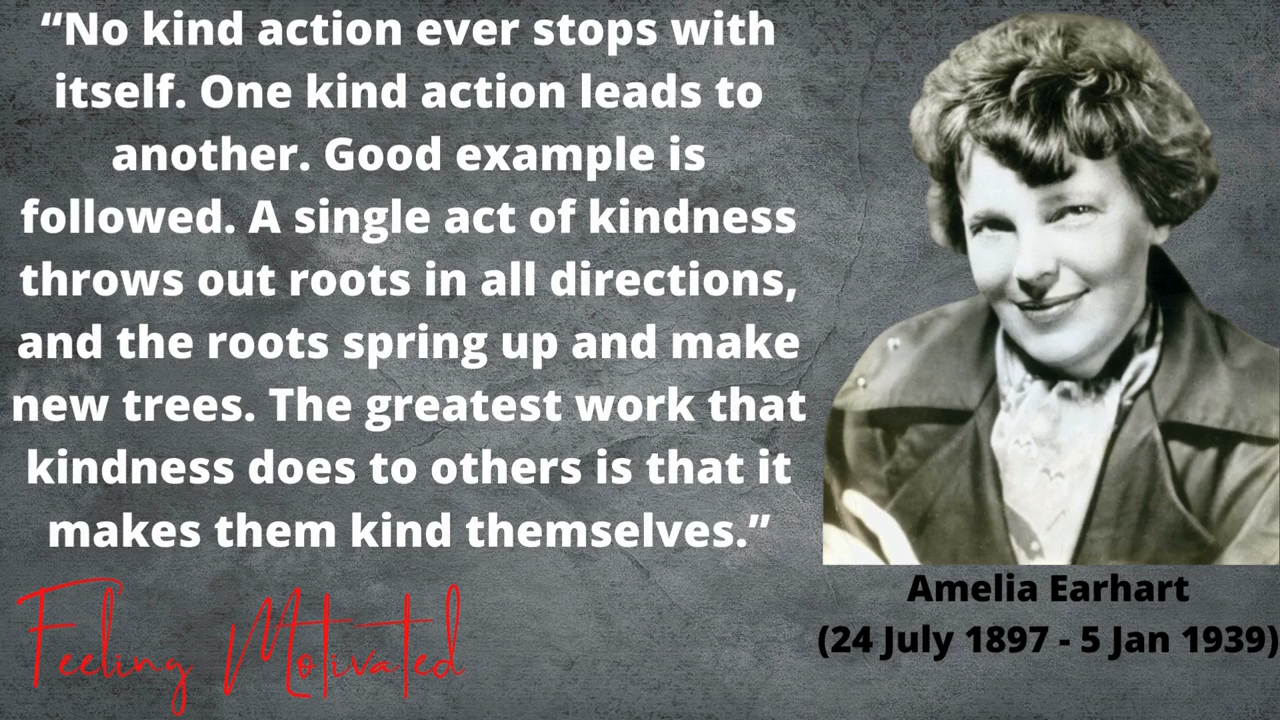 “No kind action ever stops with
itself. One kind action leads to
another. Good example is
followed. A single act of kindness
throws out roots in all directions,
and the roots spring up and make
new trees. The greatest work that
kindness does to others is that it
makes them kind themselves.”
Feeling Motivated
Amelia Earhart
(24 July 1897 - 5 Jan 1939)